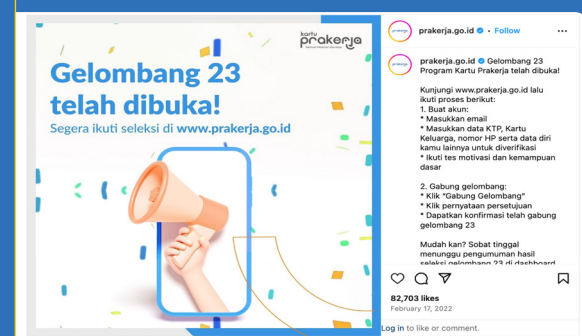 kartu
prakerja
Gelombang 23
telah dibuka!
Segera ikuti seleksi di www.prakerja.go.id
prakerja.go.id • Follow
prakerja.go.id Gelombang 23
Program Kartu Prakerja telah dibuka!
Kunjungi www.prakerja.go.id lalu
ikuti proses berikut:
1. Buat akun:
* Masukkan email
* Masukkan data KTP, Kartu
Keluarga, nomor HP serta data diri
kamu lainnya untuk diverifikasi
* Ikuti tes motivasi dan kemampuan
dasar
2. Gabung gelombang:
* Klik “Gabung Gelombang”
* Klik pernyataan persetujuan
* Dapatkan konfirmasi telah gabung
gelombang 23
Mudah kan? Sobat tinggal
menunggu pengumuman hasil
seleksi gelombang 23 di dashboard
82,703 likes
February 17, 2022
Log in to like or comment.